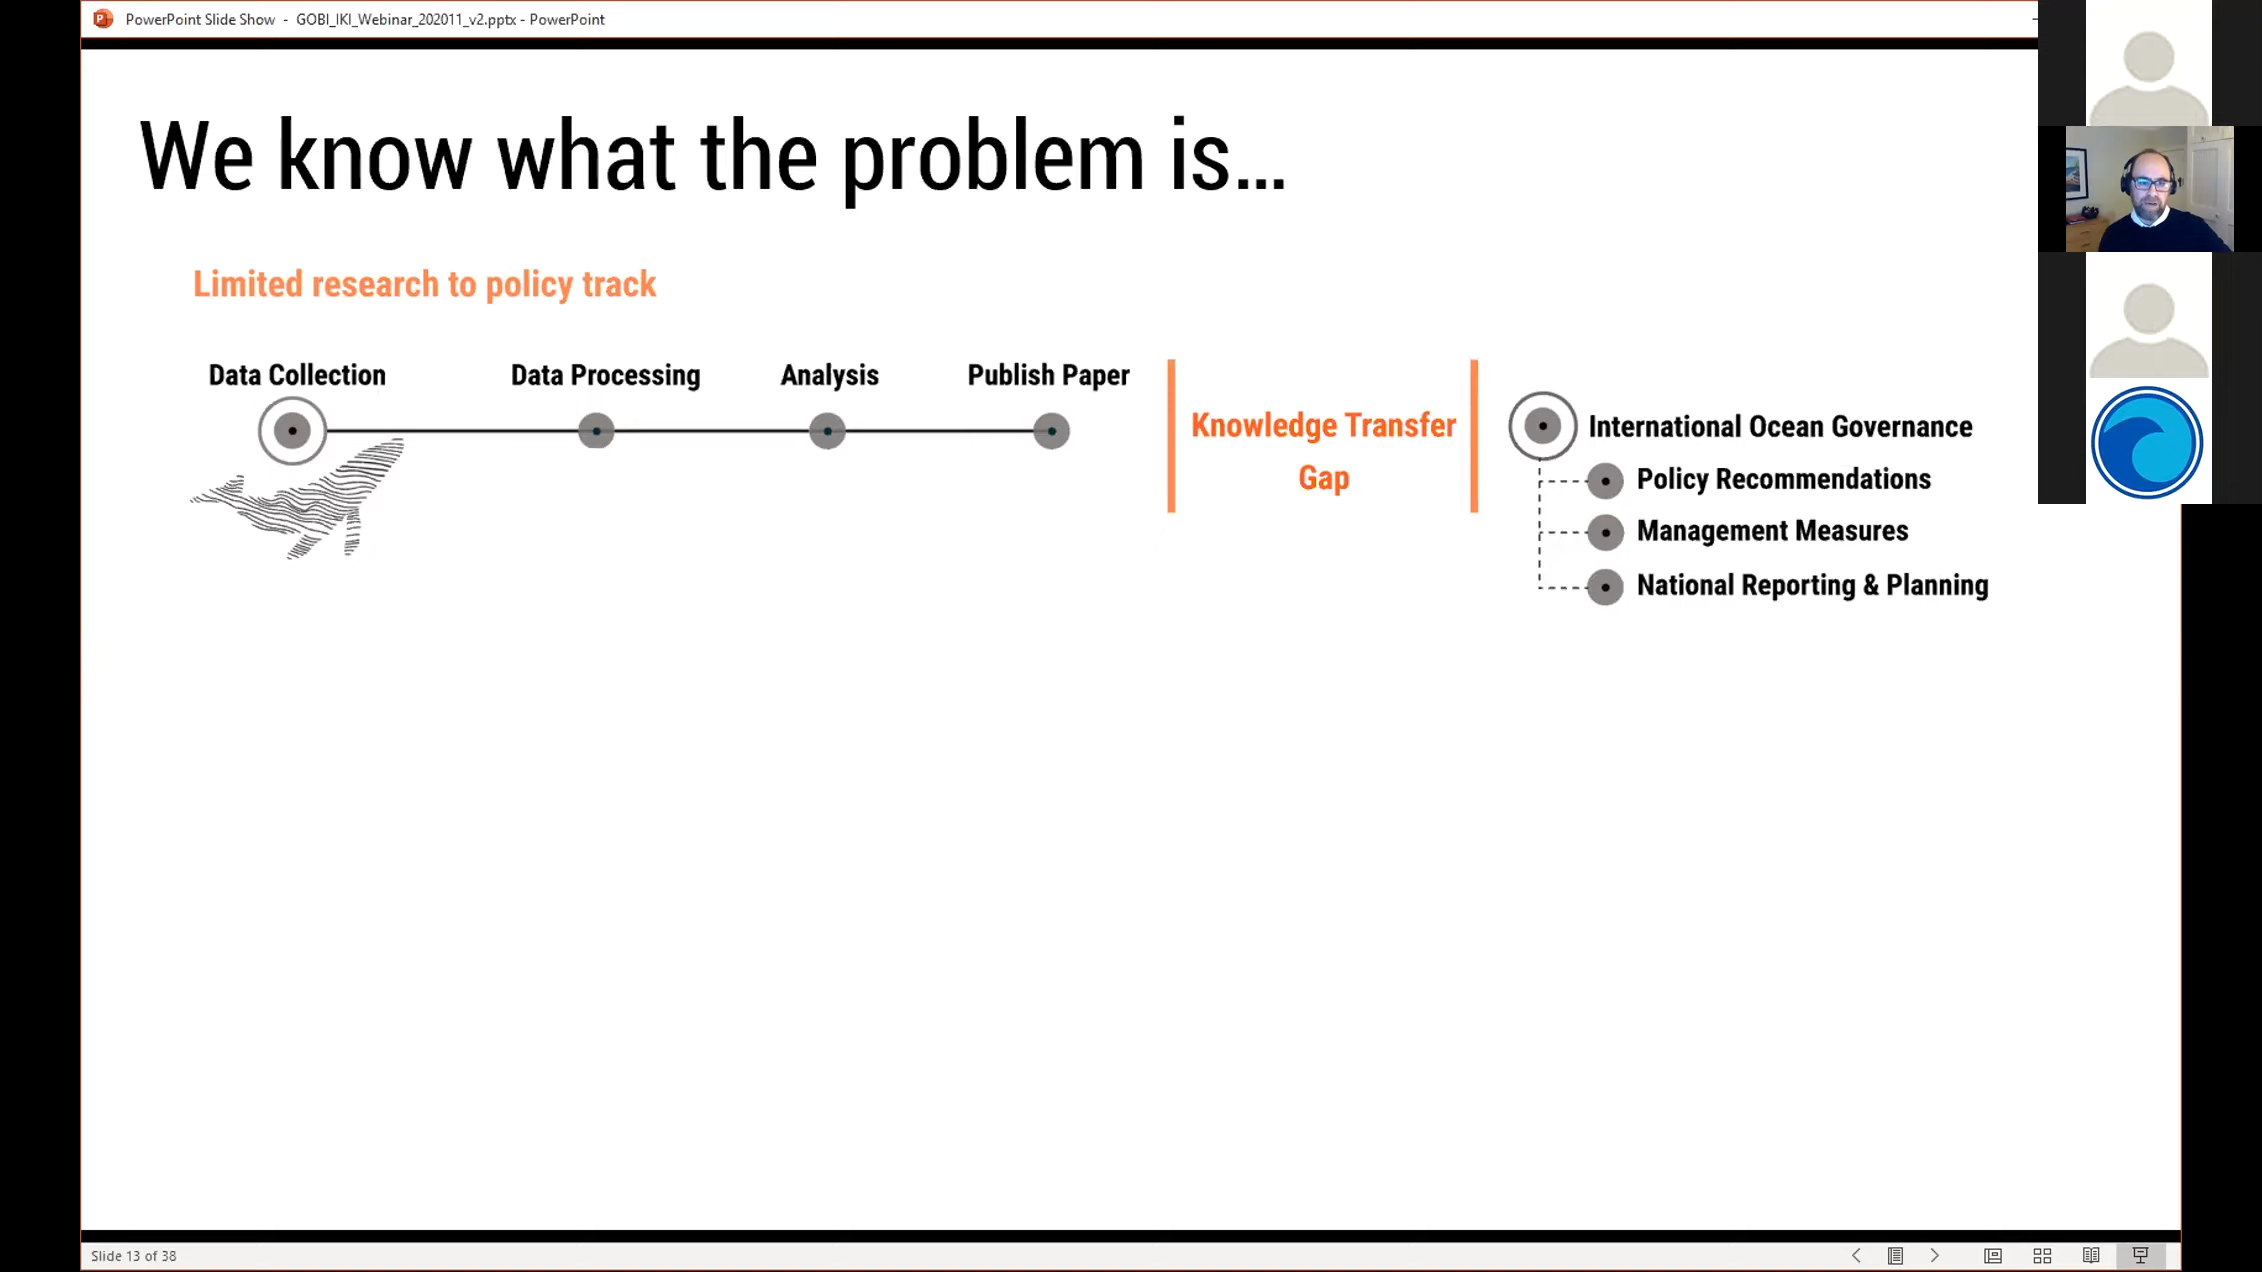 PowerPoint Slide Show - GOBI_IKI_Webinar_202011_v2.pptx - PowerPoint
We know what the problem is...
Limited research to policy track
Data Collection
Data Processing
Analysis
Publish Paper
Knowledge Transfer
Gap
International Ocean Governance
Policy Recommendations
Management Measures
National Reporting & Planning
Slide 13 of 38